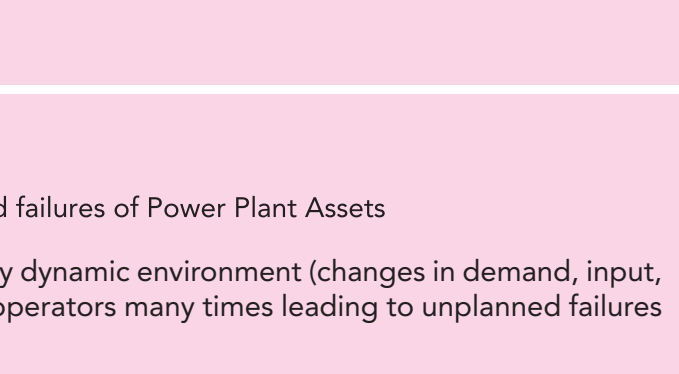 failures of Power Plant Assets
dynamic environment (changes in demand, input,
operators many times leading to unplanned failures